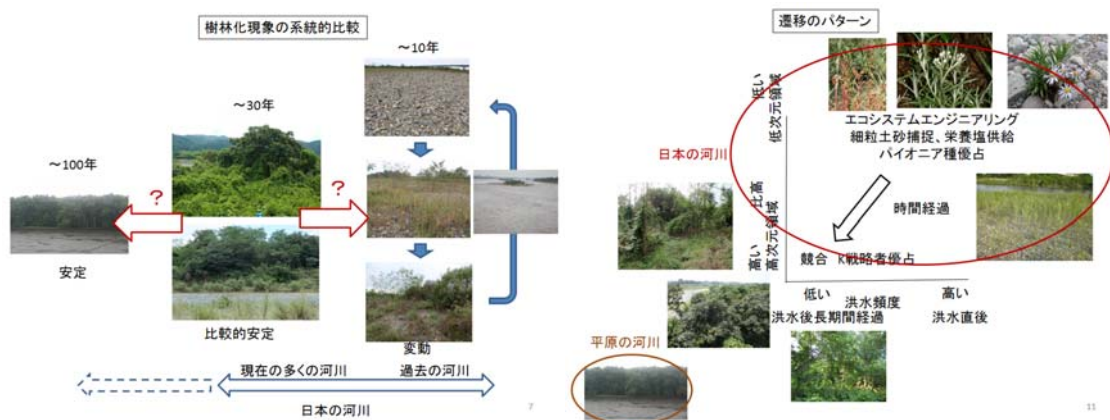 樹林化現象の系統的比較
～10年
～30年
～100年
?
?
安定
比較的安定
変動
現在の多くの河川
過去の河川
日本の河川
7
遷移のパターン
低い
低次元領域
エコシステムエンジニアリング
細粒土砂捕捉、栄養塩供給
パイオニア種優占
日本の河川
比高
時間経過
高い
高次元領域
競合 K戦略者優占
低い
洪水頻度
高い
洪水後長期間経過
洪水直後
平原の河川
11